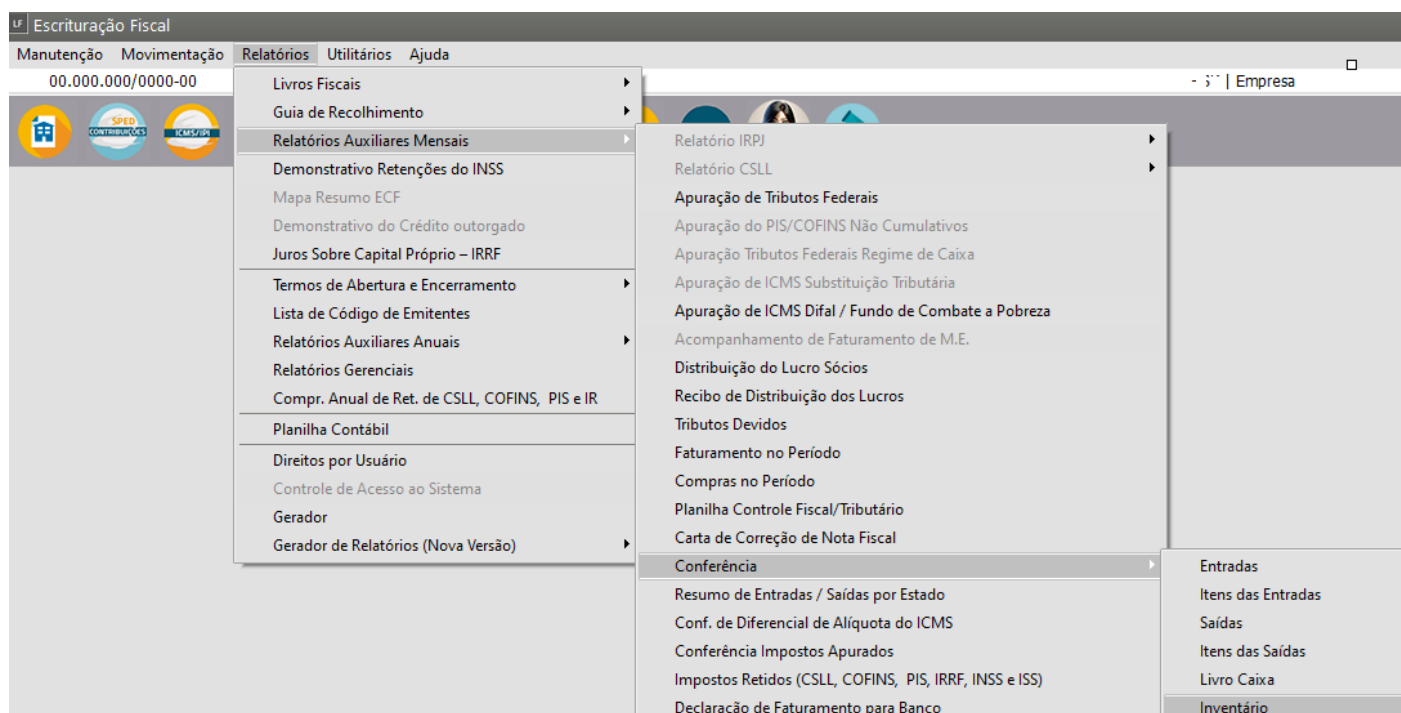 LF Escrituração Fiscal
Manutenção Movimentação Relatórios Utilitários Ajuda
00.000.000/0000-00
| Empresa
SPED
CONTRIBUIÇÕES
ICMS/IPI
Livros Fiscais
Guia de Recolhimento
Relatórios Auxiliares Mensais
Demonstrativo Retenções do INSS
Mapa Resumo ECF
Demonstrativo do Crédito outorgado
Juros Sobre Capital Próprio – IRRF
Termos de Abertura e Encerramento
Lista de Código de Emitentes
Relatórios Auxiliares Anuais
Relatórios Gerenciais
Compr. Anual de Ret. de CSLL, COFINS, PIS e IR
Planilha Contábil
Direitos por Usuário
Controle de Acesso ao Sistema
Gerador
Gerador de Relatórios (Nova Versão)
Relatório IRPJ
Relatório CSLL
Apuração de Tributos Federais
Apuração do PIS/COFINS Não Cumulativos
Apuração Tributos Federais Regime de Caixa
Apuração de ICMS Substituição Tributária
Apuração de ICMS Difal / Fundo de Combate a Pobreza
Acompanhamento de Faturamento de M.E.
Distribuição do Lucro Sócios
Recibo de Distribuição dos Lucros
Tributos Devidos
Faturamento no Período
Compras no Período
Planilha Controle Fiscal/Tributário
Carta de Correção de Nota Fiscal
Conferência
Resumo de Entradas / Saídas por Estado
Conf. de Diferencial de Alíquota do ICMS
Conferência Impostos Apurados
Impostos Retidos (CSLL, COFINS, PIS, IRRF, INSS e ISS)
Declaração de Faturamento para Banco
Entradas
Itens das Entradas
Saídas
Itens das Saídas
Livro Caixa
Inventário